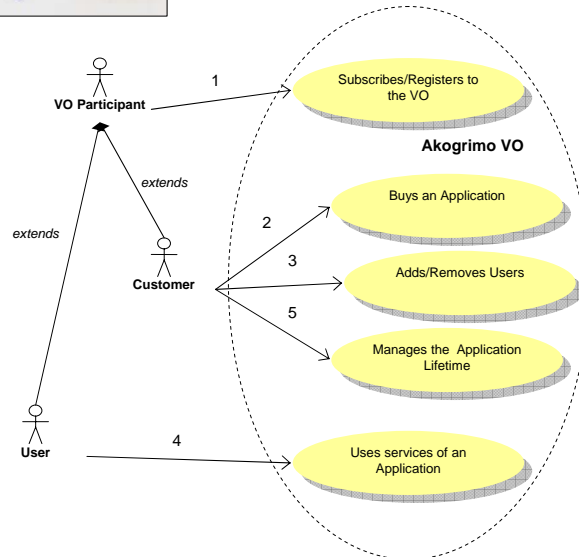 1
Subscribes/Registers to
the VO
VO Participant
Akogrimo VO
extends
Buys an Application
2
extends
3
Adds/Removes Users
Customer
5
Manages the Application
Lifetime
4
User
Uses services of an
Application